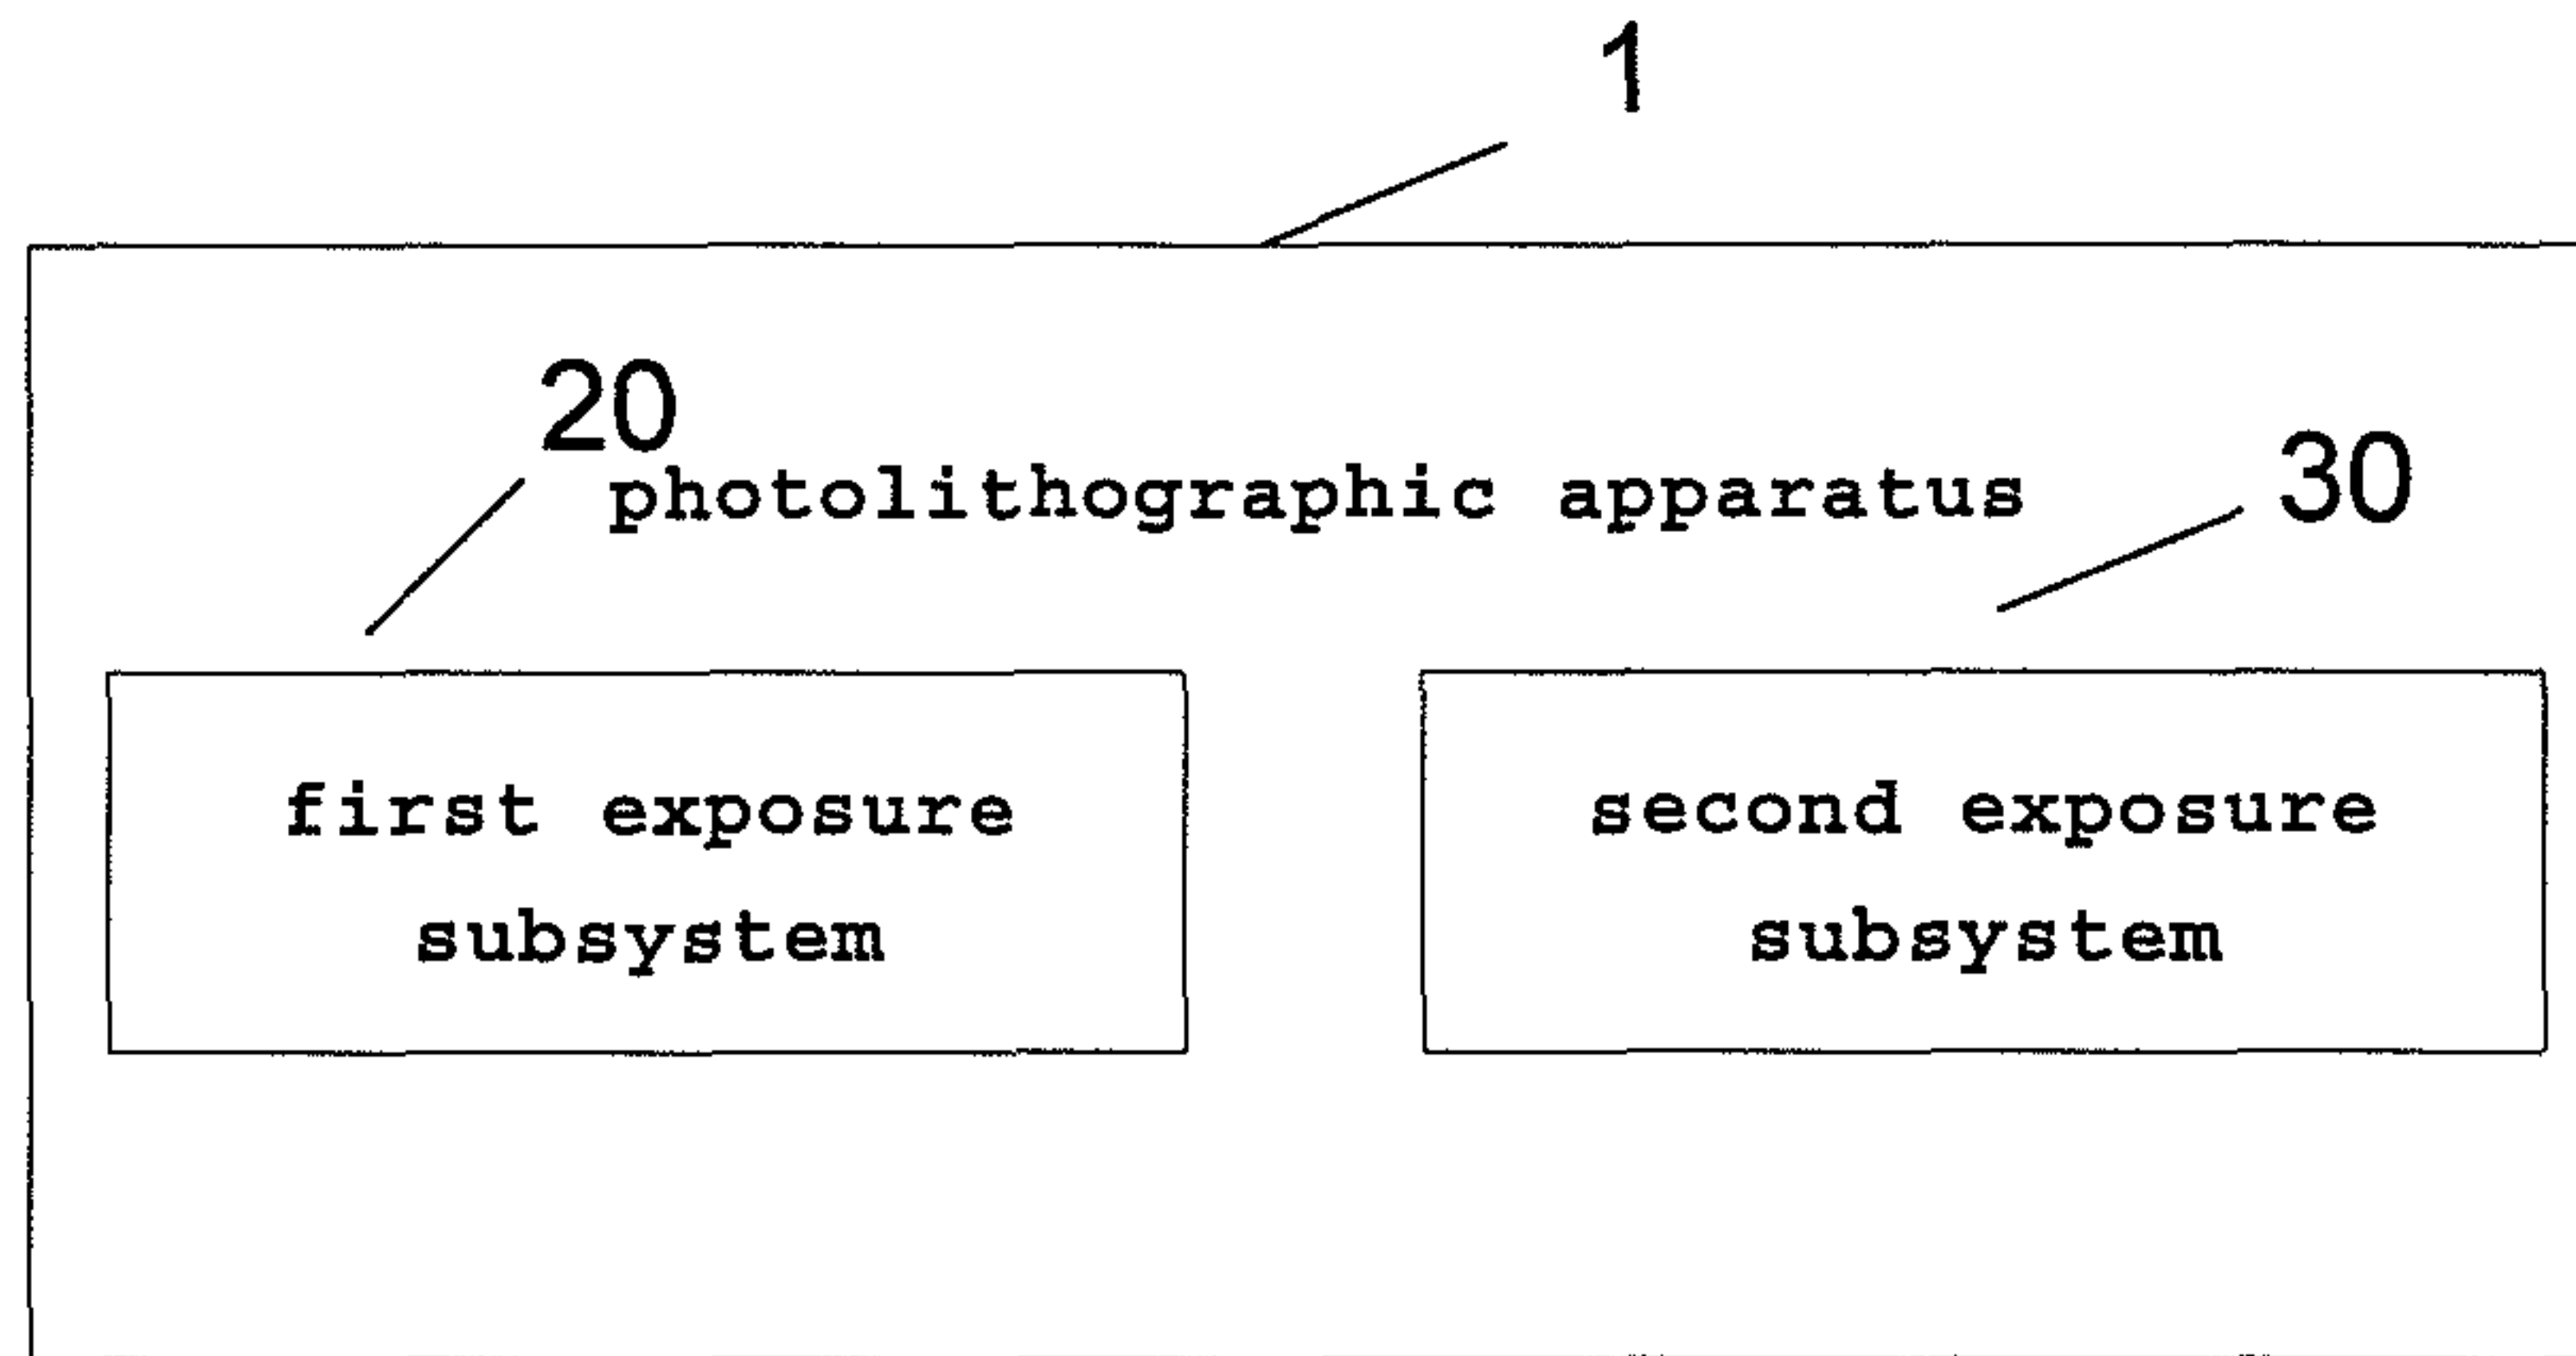 1
20
photolithographic apparatus
30
first exposure
subsystem
second exposure
subsystem